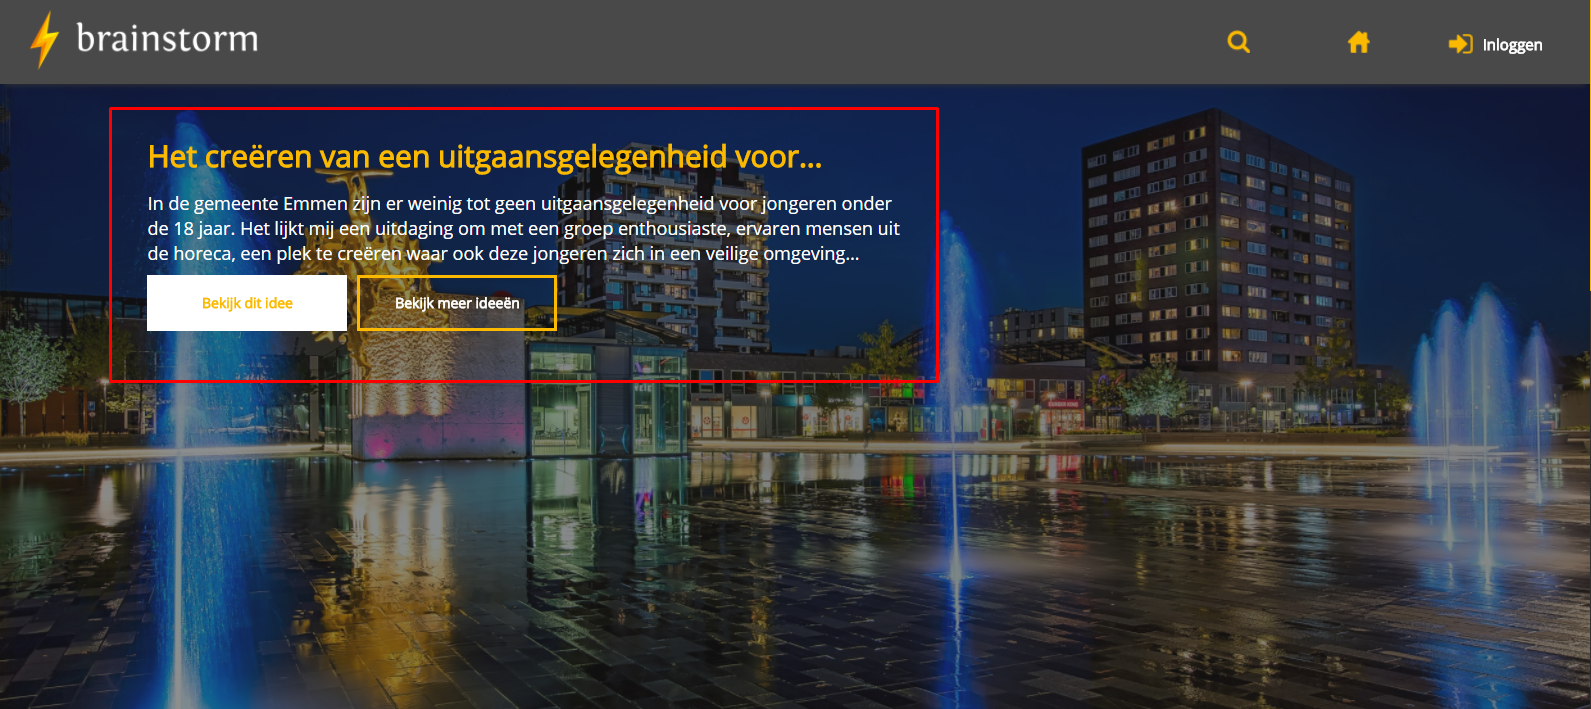 brainstorm
Inloggen
Het creëren van een uitgaansgelegenheid voor...
In de gemeente Emmen zijn er weinig tot geen uitgaansgelegenheid voor jongeren onder
de 18 jaar. Het lijkt mij een uitdaging om met een groep enthousiaste, ervaren mensen uit
de horeca, een plek te creëren waar ook deze jongeren zich in een veilige omgeving...
Bekijk dit idee
Bekijk meer ideeën